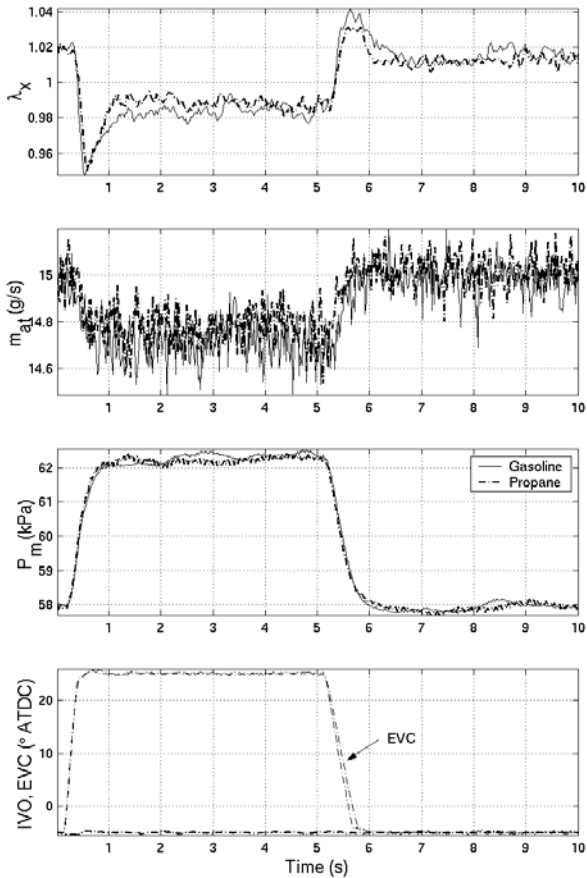 1.04
1.02
1
0.98
0.96
λx
1 2 3 4 5 6 7 8 9 10
15
14.8
14.6
mat (g/s)
1 2 3 4 5 6 7 8 9 10
62
61
60
59
58
Pm (kPa)
Gasoline
Propane
1 2 3 4 5 6 7 8 9 10
20
10
0
IVO, EVC (° ATDC)
EVC
1 2 3 4 5 6 7 8 9 10
Time (s)